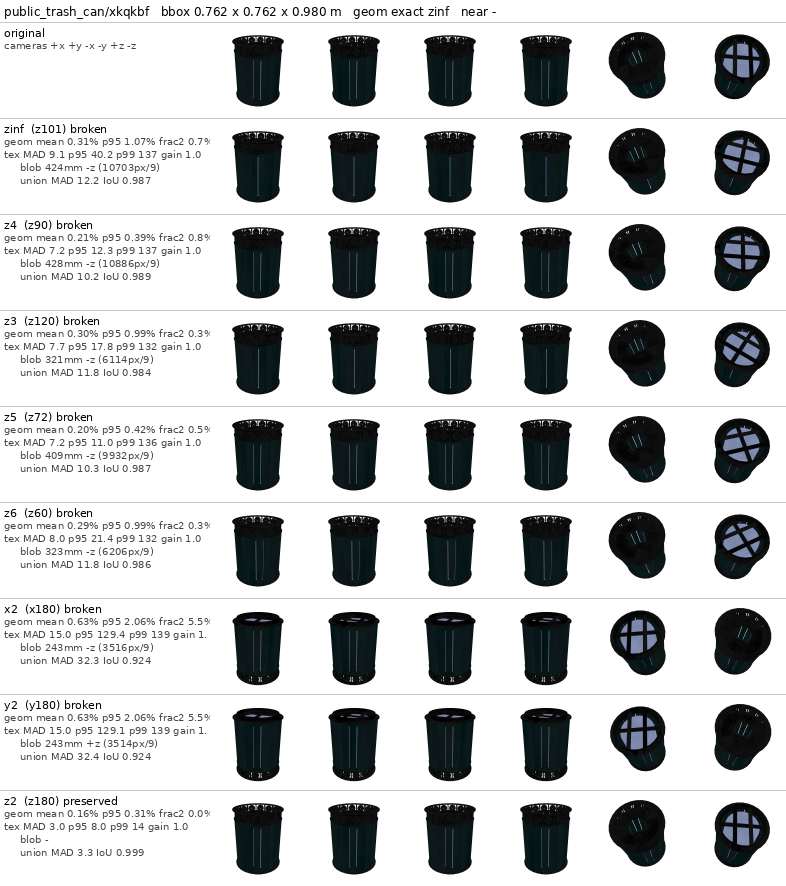 public_trash_can/xkqkbf bbox 0.762 x 0.762 x 0.980 m geom exact zinf near -
original
cameras +x +y -x -y +z -z
zinf (z101) broken
geom mean 0.31% p95 1.07% frac2 0.7%
tex MAD 9.1 p95 40.2 p99 137 gain 1.0
blob 424mm -z (10703px/9)
union MAD 12.2 IoU 0.987
z4 (z90) broken
geom mean 0.21% p95 0.39% frac2 0.8%
tex MAD 7.2 p95 12.3 p99 137 gain 1.0
blob 428mm -z (10886px/9)
union MAD 10.2 IoU 0.989
z3 (z120) broken
geom mean 0.30% p95 0.99% frac2 0.3%
tex MAD 7.7 p95 17.8 p99 132 gain 1.0
blob 321mm -z (6114px/9)
union MAD 11.8 IoU 0.984
z5 (z72) broken
geom mean 0.20% p95 0.42% frac2 0.5%
tex MAD 7.2 p95 11.0 p99 136 gain 1.0
blob 409mm -z (9932px/9)
union MAD 10.3 IoU 0.987
z6 (z60) broken
geom mean 0.29% p95 0.99% frac2 0.3%
tex MAD 8.0 p95 21.4 p99 132 gain 1.0
blob 323mm -z (6206px/9)
union MAD 11.8 IoU 0.986
x2 (x180) broken
geom mean 0.63% p95 2.06% frac2 5.5%
tex MAD 15.0 p95 129.4 p99 139 gain 1.
blob 243mm -z (3516px/9)
union MAD 32.3 IoU 0.924
y2 (y180) broken
geom mean 0.63% p95 2.06% frac2 5.5%
tex MAD 15.0 p95 129.1 p99 139 gain 1.
blob 243mm +z (3514px/9)
union MAD 32.4 IoU 0.924
z2 (z180) preserved
geom mean 0.16% p95 0.31% frac2 0.0%
tex MAD 3.0 p95 8.0 p99 14 gain 1.0
blob -
union MAD 3.3 IoU 0.999